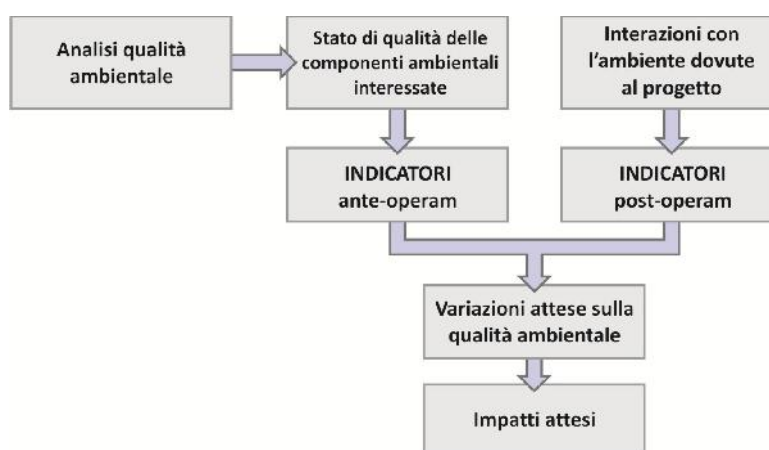 Analisi qualità
ambientale
Stato di qualità delle
componenti ambientali
interessate
Interazioni con
l'ambiente dovute
al progetto
INDICATORI
ante-operam
INDICATORI
post-operam
Variazioni attese sulla
qualità ambientale
Impatti attesi